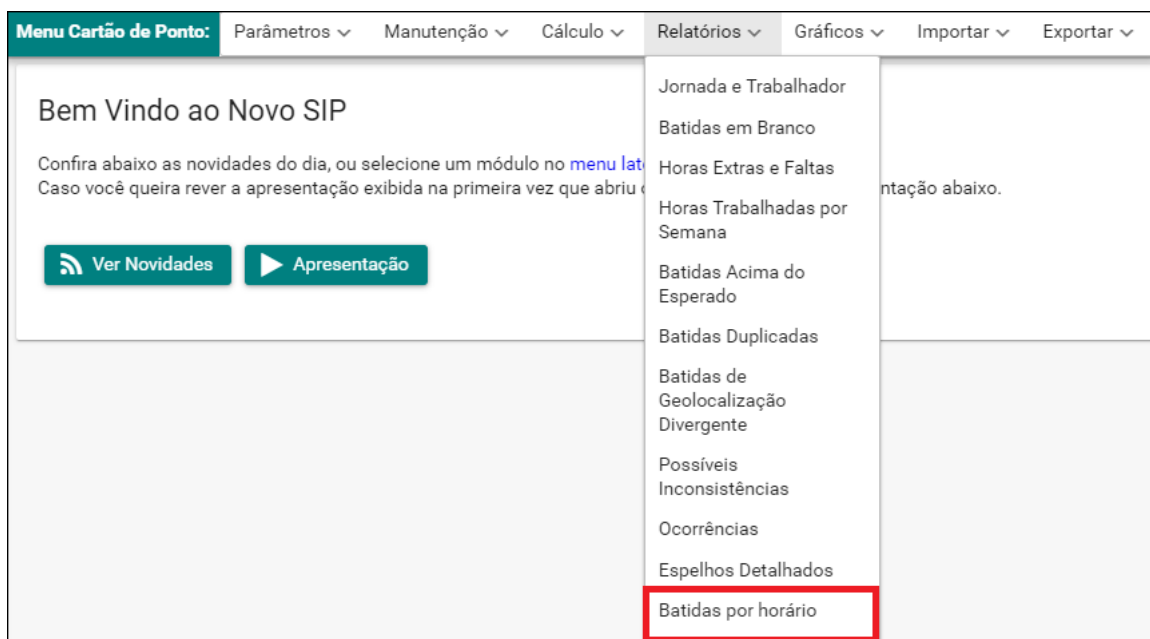 Menu Cartão de Ponto: Parâmetros Manutenção Cálculo Relatórios Gráficos Importar Exportar
Bem Vindo ao Novo SIP
Confira abaixo as novidades do dia, ou selecione um módulo no menu lat
Caso você queira rever a apresentação exibida na primeira vez que abriu ntação abaixo.
Ver Novidades Apresentação
Jornada e Trabalhador
Batidas em Branco
Horas Extras e Faltas
Horas Trabalhadas por
Semana
Batidas Acima do
Esperado
Batidas Duplicadas
Batidas de
Geolocalização
Divergente
Possíveis
Inconsistências
Ocorrências
Espelhos Detalhados
Batidas por horário